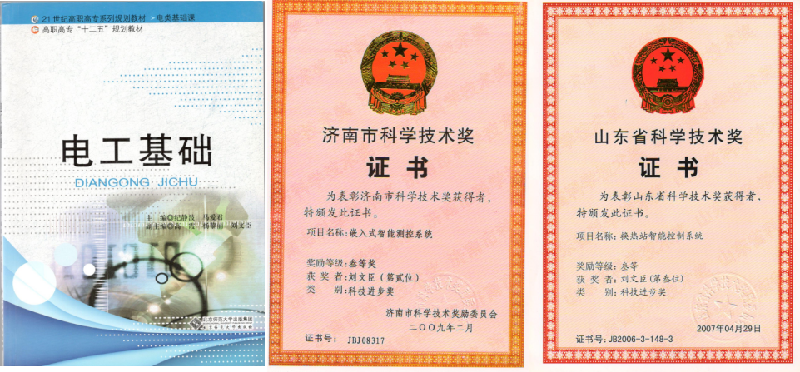 21世纪高职高专系列规划教材·电类基础课
高职高专“十二五”规划教材
电工基础
DIANGONG JICHU
济南市科学技术奖
证书
为表彰济南市科学技术奖获得者,
特颁发此证书。
项目名称:嵌入式智能测控系统
奖励等级:叁等奖
获奖者:刘文臣(第贰位)
类别:科技进步奖
济南市科学技术奖励委员会
二〇〇九年二月
证书号: JBJ08317
山东省科学技术奖
证书
为表彰山东省科学技术奖获得者,
特颁发此证书。
项目名称:换热站智能控制系统
奖励等级:叁等
获奖者:刘文臣(第叁位)
类别:科技进步奖
2007年04月29日
证书号:JB2006-3-148-3